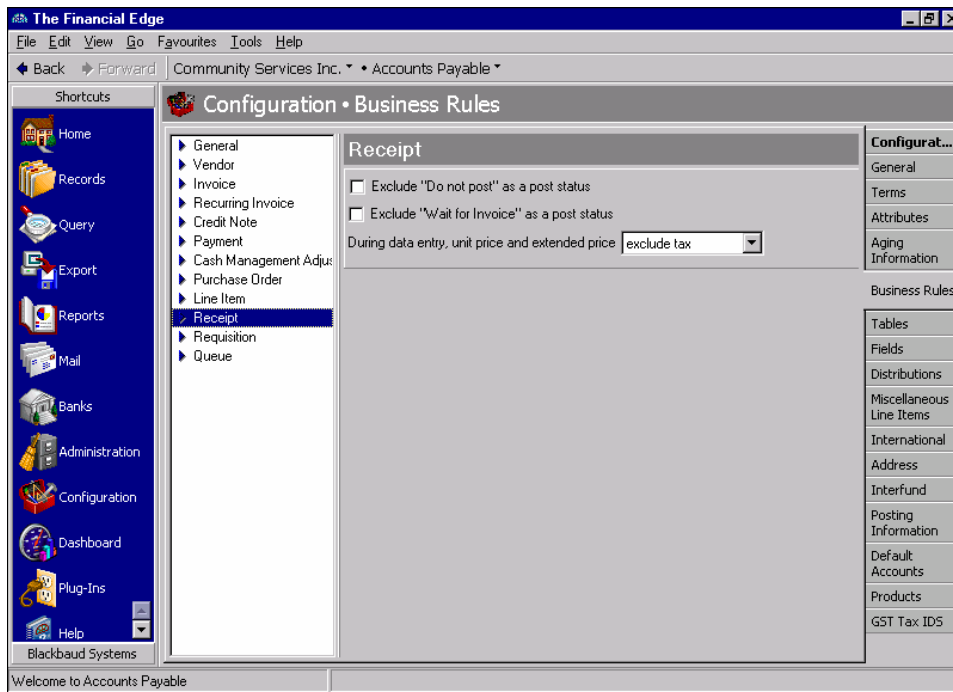 The Financial Edge
File Edit View Go Favourites Tools Help
Back Forward Community Services Inc. • Accounts Payable
Shortcuts
Home
Records
Query
Export
Reports
Mail
Banks
Administration
Configuration
Dashboard
Plug-Ins
Help
Blackbaud Systems
Configuration • Business Rules
General
Vendor
Invoice
Recurring Invoice
Credit Note
Payment
Cash Management Adjus
Purchase Order
Line Item
Receipt
Requisition
Queue
Receipt
Exclude "Do not post" as a post status
Exclude "Wait for Invoice" as a post status
During data entry, unit price and extended price exclude tax
Configurat...
General
Terms
Attributes
Aging
Information
Business Rules
Tables
Fields
Distributions
Miscellaneous
Line Items
International
Address
Interfund
Posting
Information
Default
Accounts
Products
GST Tax IDS
Welcome to Accounts Payable